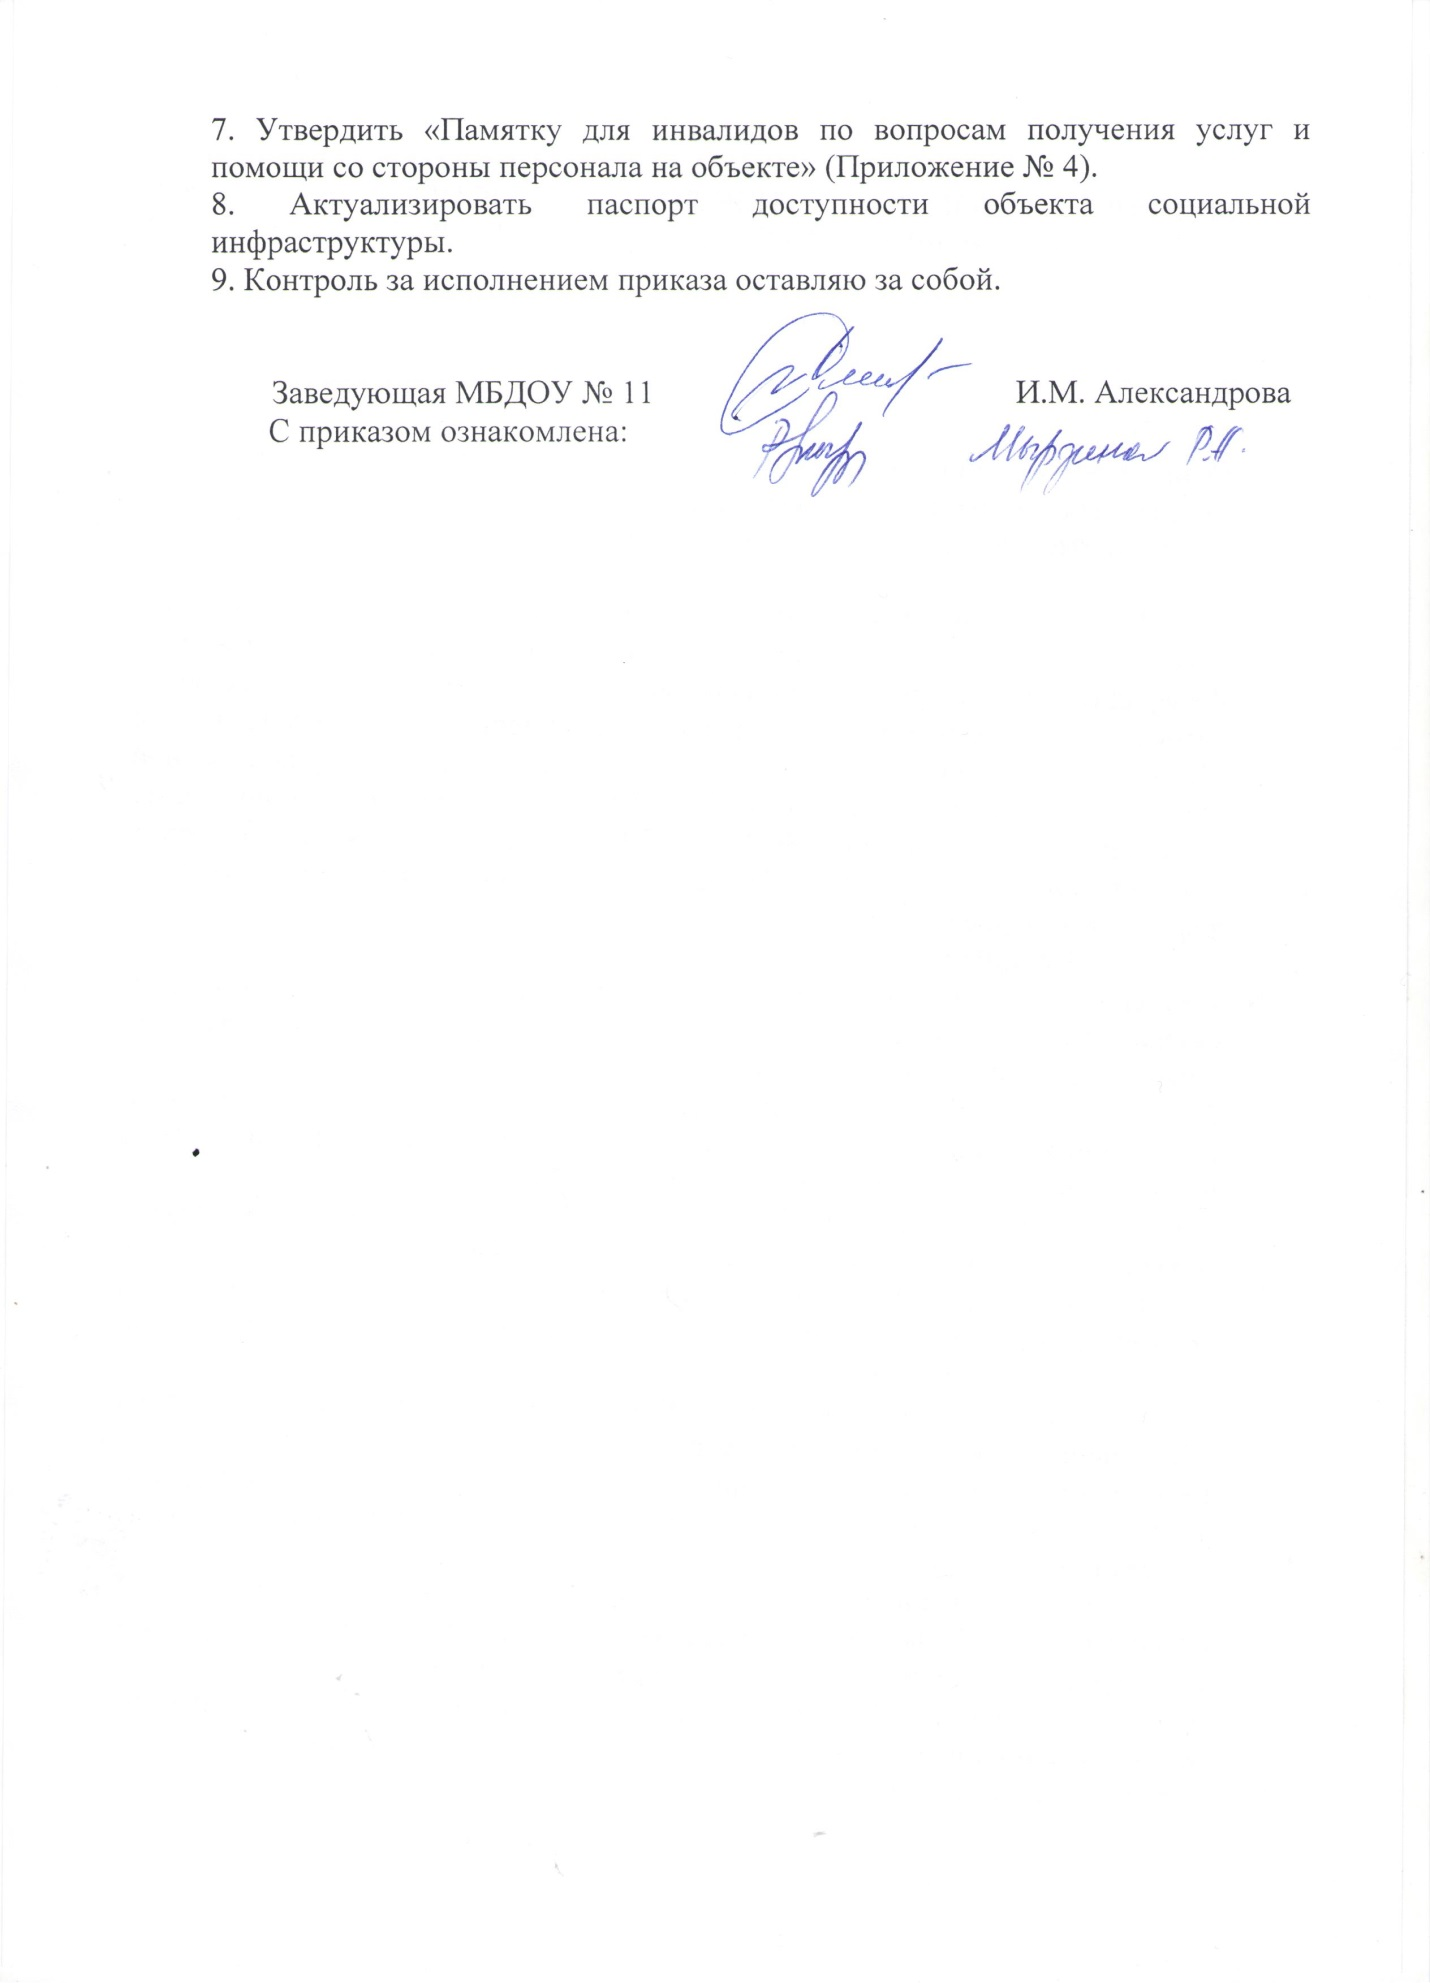 7. Утвердить «Памятку для инвалидов по вопросам получения услуг и
помощи со стороны персонала на объекте» (Приложение № 4).
8. Актуализировать паспорт доступности объекта социальной
инфраструктуры.
9. Контроль за исполнением приказа оставляю за собой.
Заведующая МБДОУ № 11 И.М. Александрова
С приказом ознакомлена: